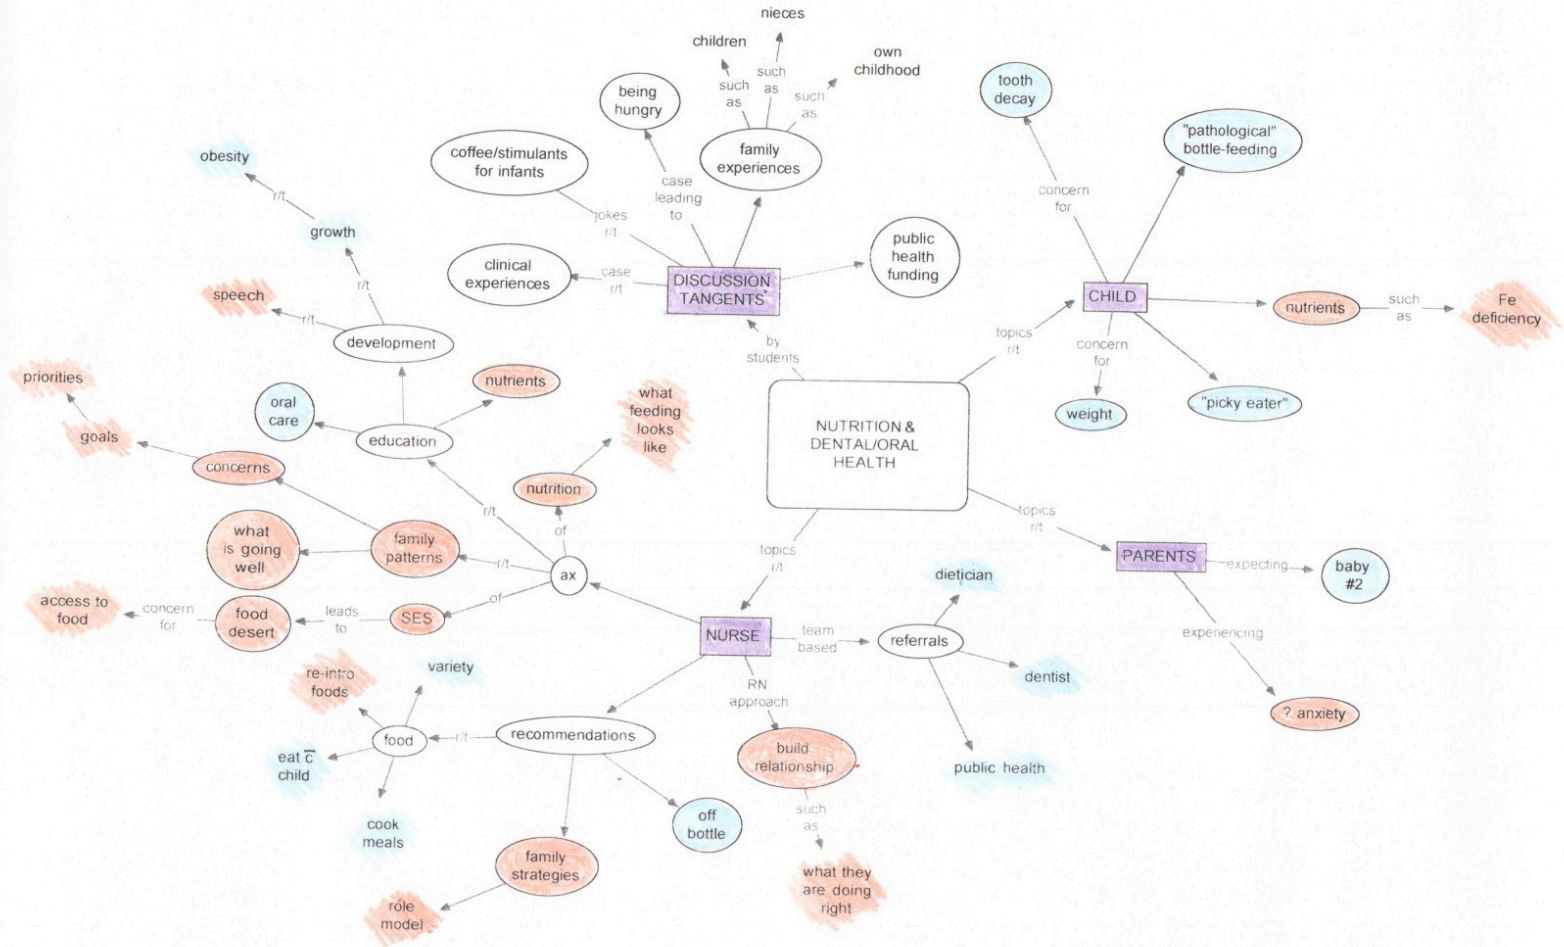 nieces
children
own
childhood
such
as
such
as
such
as
being
hungry
family
experiences
coffee/stimulants
for infants
case
leading
to
jokes
r/t
clinical
experiences
case
r/t
public
health
funding
DISCUSSION
TANGENTS
by
students
tooth
decay
"pathological"
bottle-feeding
concern
for
CHILD
nutrients
such
as
Fe
deficiency
topics
r/t
concern
for
weight
"picky eater"
obesity
r/t
growth
r/t
speech
r/t
development
priorities
goals
oral
care
nutrients
education
what
feeding
looks
like
concerns
nutrition
NUTRITION &
DENTAL/ORAL
HEALTH
r/t
of
what
is going
well
family
patterns
r/t
ax
of
access to
food
concern
for
food
desert
leads
to
SES
topics
r/t
topics
r/t
PARENTS
expecting
baby
#2
experiencing
? anxiety
NURSE
team
based
referrals
dietician
dentist
public health
RN
approach
build
relationship
such
as
what they
are doing
right
recommendations
r/t
food
re-intro
foods
variety
eat c̅
child
cook
meals
off
bottle
family
strategies
role
model